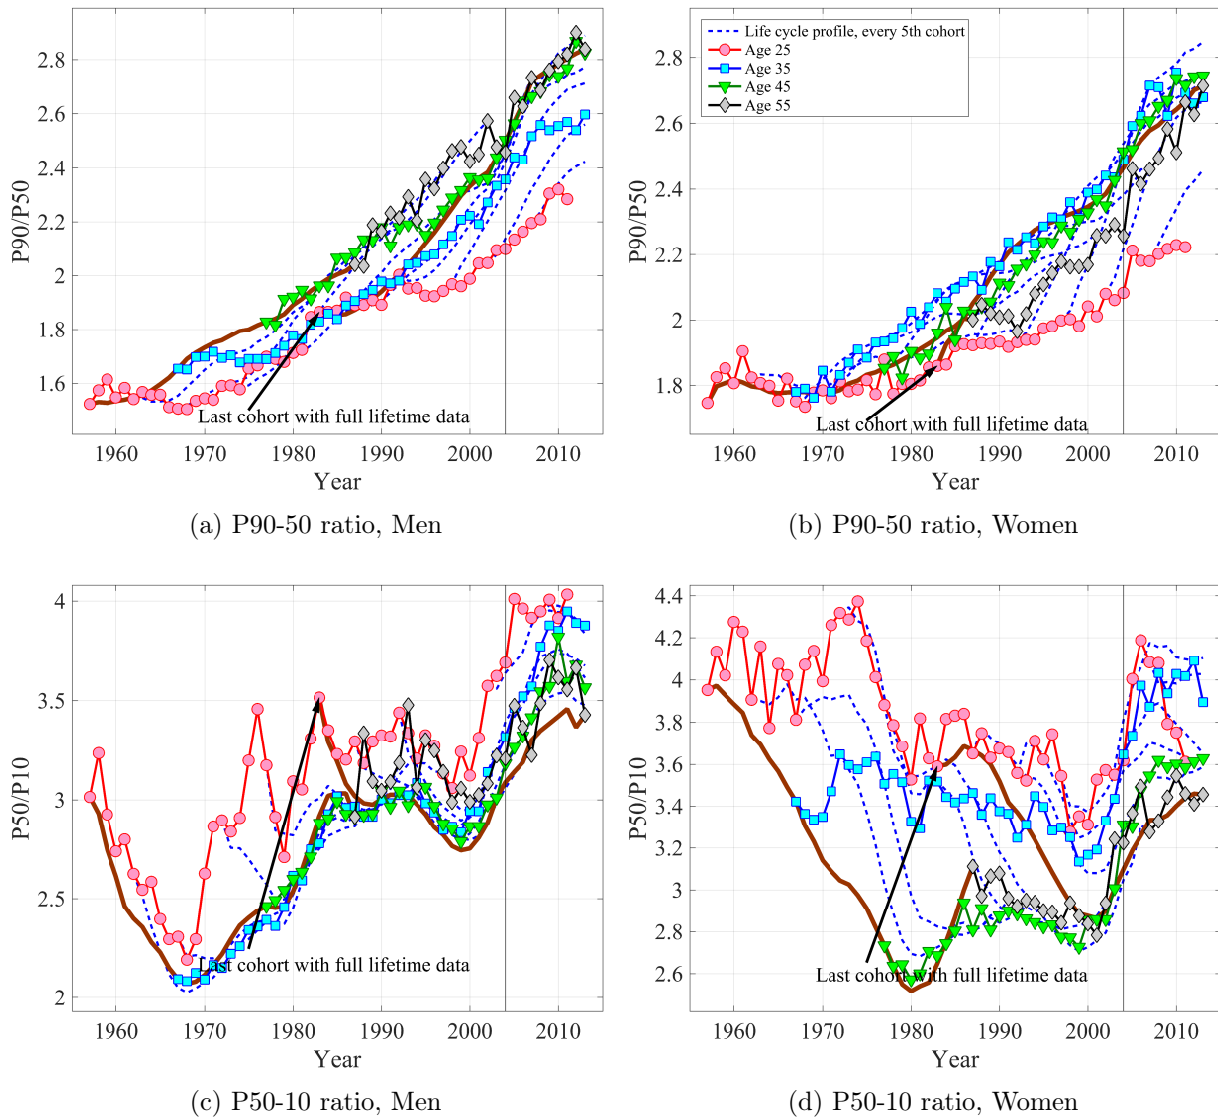 2.8
2.6
2.4
2.2
2
1.8
1.6
P90/P50
Last cohort with full lifetime data
1960 1970 1980 1990 2000 2010
Year
(a) P90-50 ratio, Men
Life cycle profile, every 5th cohort
Age 25
Age 35
Age 45
Age 55
2.8
2.6
2.4
2.2
2
1.8
P90/P50
Last cohort with full lifetime data
1960 1970 1980 1990 2000 2010
Year
(b) P90-50 ratio, Women
4
3.5
3
2.5
2
P50/P10
Last cohort with full lifetime data
1960 1970 1980 1990 2000 2010
Year
(c) P50-10 ratio, Men
4.4
4.2
4
3.8
3.6
3.4
3.2
3
2.8
2.6
P50/P10
Last cohort with full lifetime data
1960 1970 1980 1990 2000 2010
Year
(d) P50-10 ratio, Women